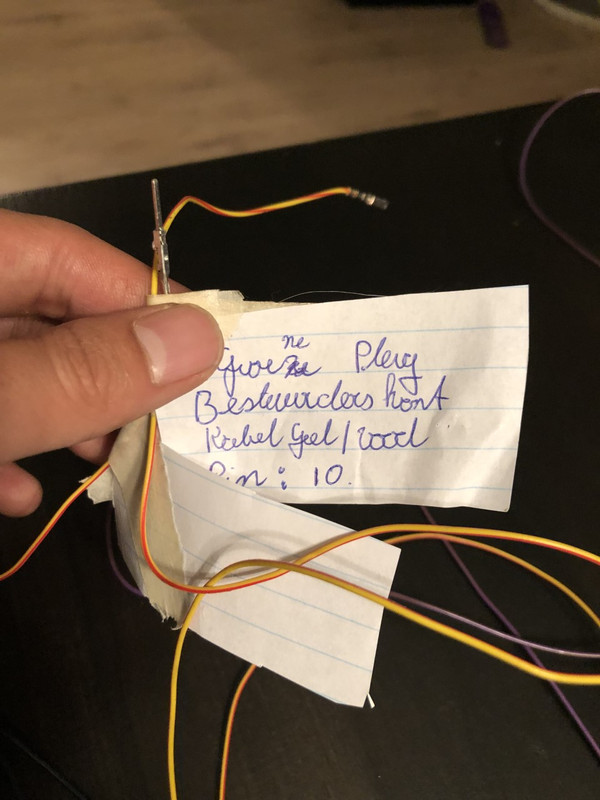 Groene Plug
Bestuurders kant
Kabel Geel / rood
Pin: 10.